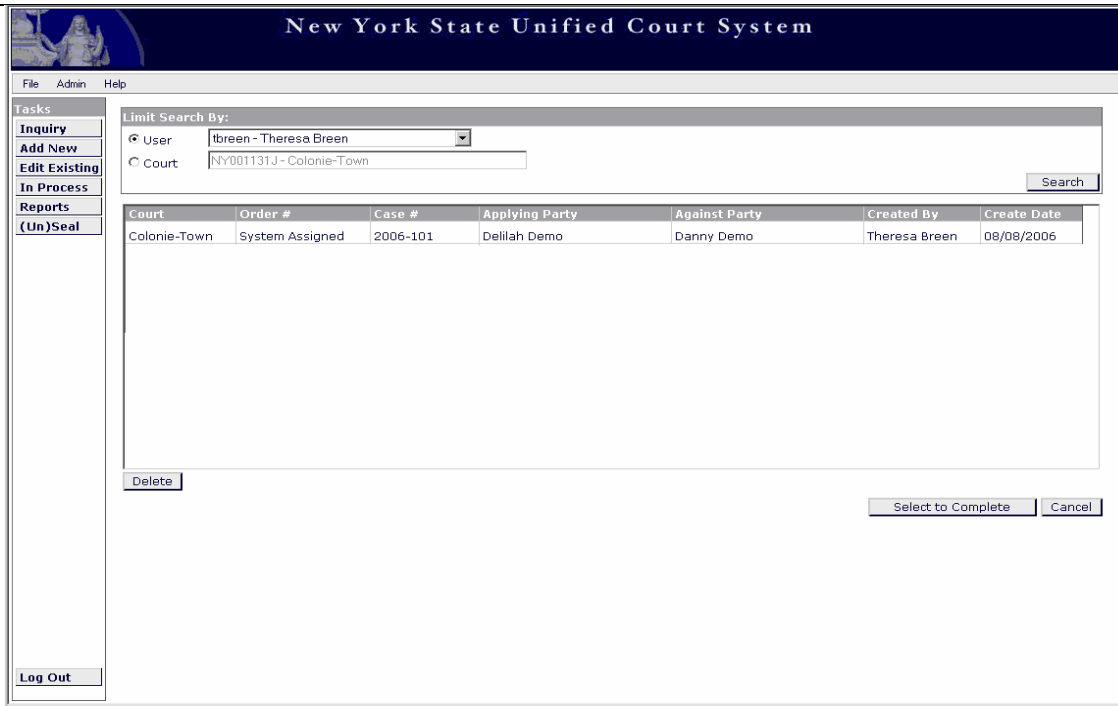 New York State Unified Court System
File Admin Help
Tasks
Inquiry
Add New
Edit Existing
In Process
Reports
(Un)Seal
Log Out
Limit Search By:
User tbreen - Theresa Breen
Court NY001131J - Colonie-Town
Search
Court Order # Case # Applying Party Against Party Created By Create Date
Colonie-Town System Assigned 2006-101 Delilah Demo Danny Demo Theresa Breen 08/08/2006
Delete
Select to Complete Cancel